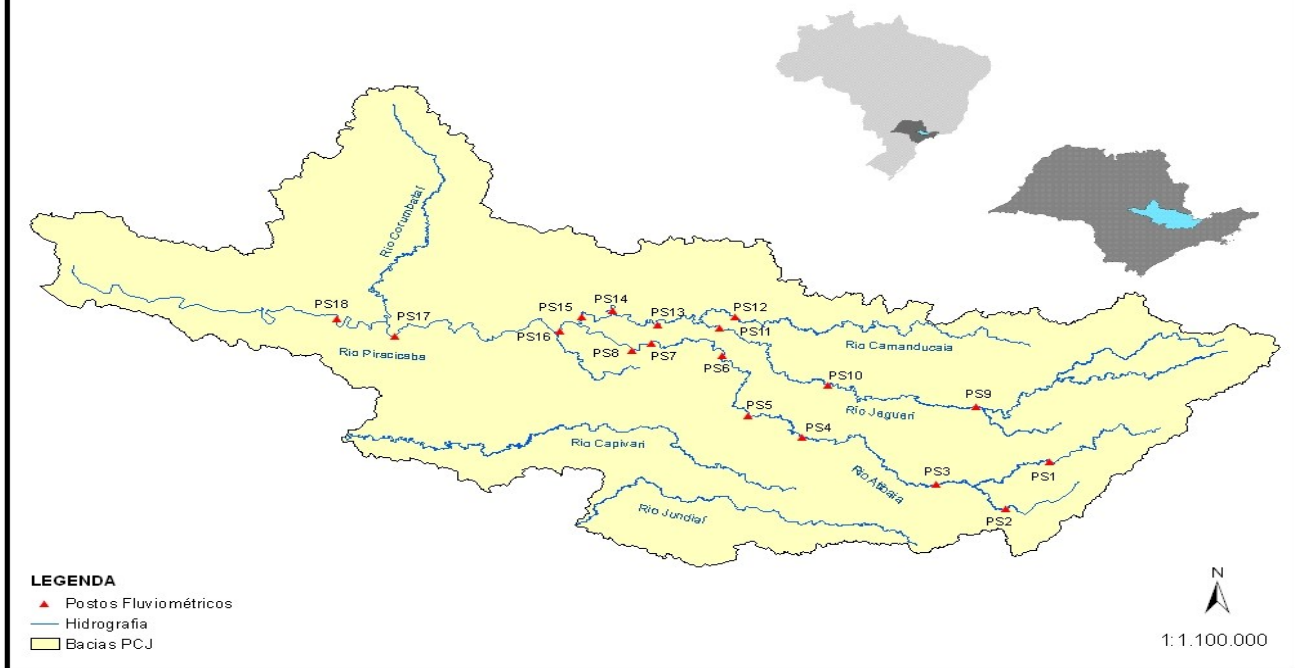 Rio Corumbataí
PS18
PS17
Rio Piracicaba
PS16
PS15
PS14
PS13
PS12
PS11
PS8
PS7
PS6
Rio Camanducaia
PS10
PS9
Rio Jaguari
PS5
PS4
Rio Capivari
Rio Atibaia
PS3
PS1
PS2
Rio Jundiaí
LEGENDA
Postos Fluviométricos
Hidrografia
Bacias PCJ
N
1:1.100.000